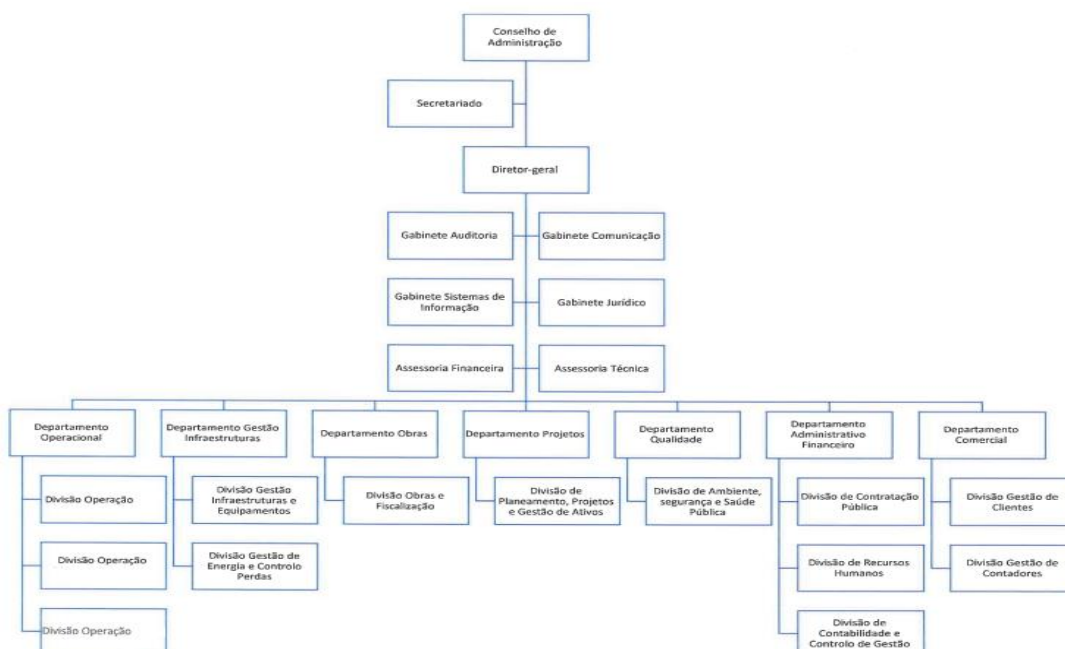 Conselho de
Administração
Secretariado
Diretor-geral
Gabinete Auditoria
Gabinete Comunicação
Gabinete Sistemas de
Informação
Gabinete Jurídico
Assessoria Financeira
Assessoria Técnica
Departamento
Operacional
Departamento Gestão
Infraestruturas
Departamento Obras
Departamento Projetos
Departamento
Qualidade
Departamento
Administrativo
Financeiro
Departamento
Comercial
Divisão Operação
Divisão Gestão
Infraestruturas e
Equipamentos
Divisão Obras e
Fiscalização
Divisão de
Planeamento, Projetos
e Gestão de Ativos
Divisão de Ambiente,
segurança e Saúde
Pública
Divisão de Contratação
Pública
Divisão Gestão de
Clientes
Divisão Operação
Divisão Gestão de
Energia e Controlo
Perdas
Divisão de Recursos
Humanos
Divisão Gestão de
Contadores
Divisão Operação
Divisão de
Contabilidade e
Controlo de Gestão